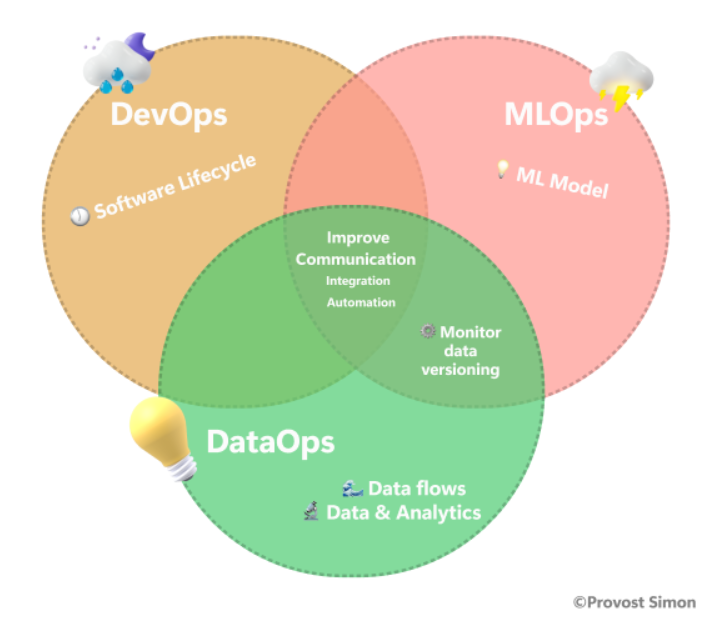 DevOps
MLOps
Software Lifecycle
ML Model
Improve
Communication
Integration
Automation
Monitor
data
versioning
DataOps
Data flows
Data & Analytics
©Provost Simon